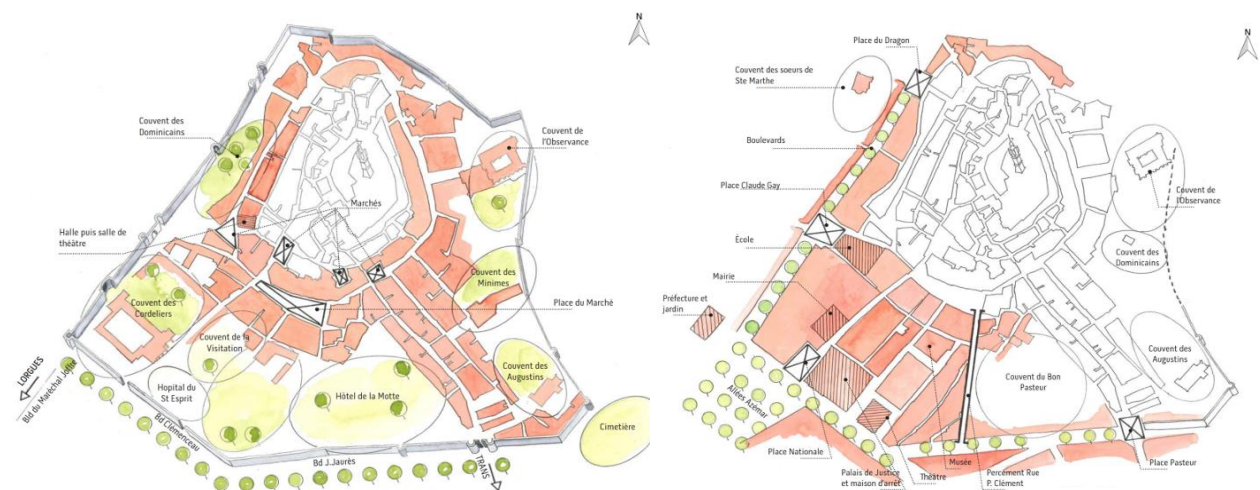 N
Couvent des
Dominicains
Couvent de
l'Observance
Marchés
Halle puis salle de
théâtre
Couvent des
Cordeliers
Couvent des
Minimes
Place du Marché
Couvent de la
Visitation
Couvent des
Augustins
Hopital du
St Esprit
Hôtel de la Motte
Cimetière
LORGUES
Bld du Maréchal Joffre
Bd Clémenceau
Bd J.Jaurès
TRANS
N
Place du Dragon
Couvent des soeurs de
Ste Marthe
Boulevards
Place Claude Gay
Couvent de
l'Observance
École
Couvent des
Dominicains
Mairie
Préfecture et
jardin
Couvent des
Augustins
Couvent du Bon
Pasteur
Allées Azémar
Place Nationale
Palais de Justice
et maison d'arrêt
Théâtre
Musée
Percement Rue
P. Clément
Place Pasteur